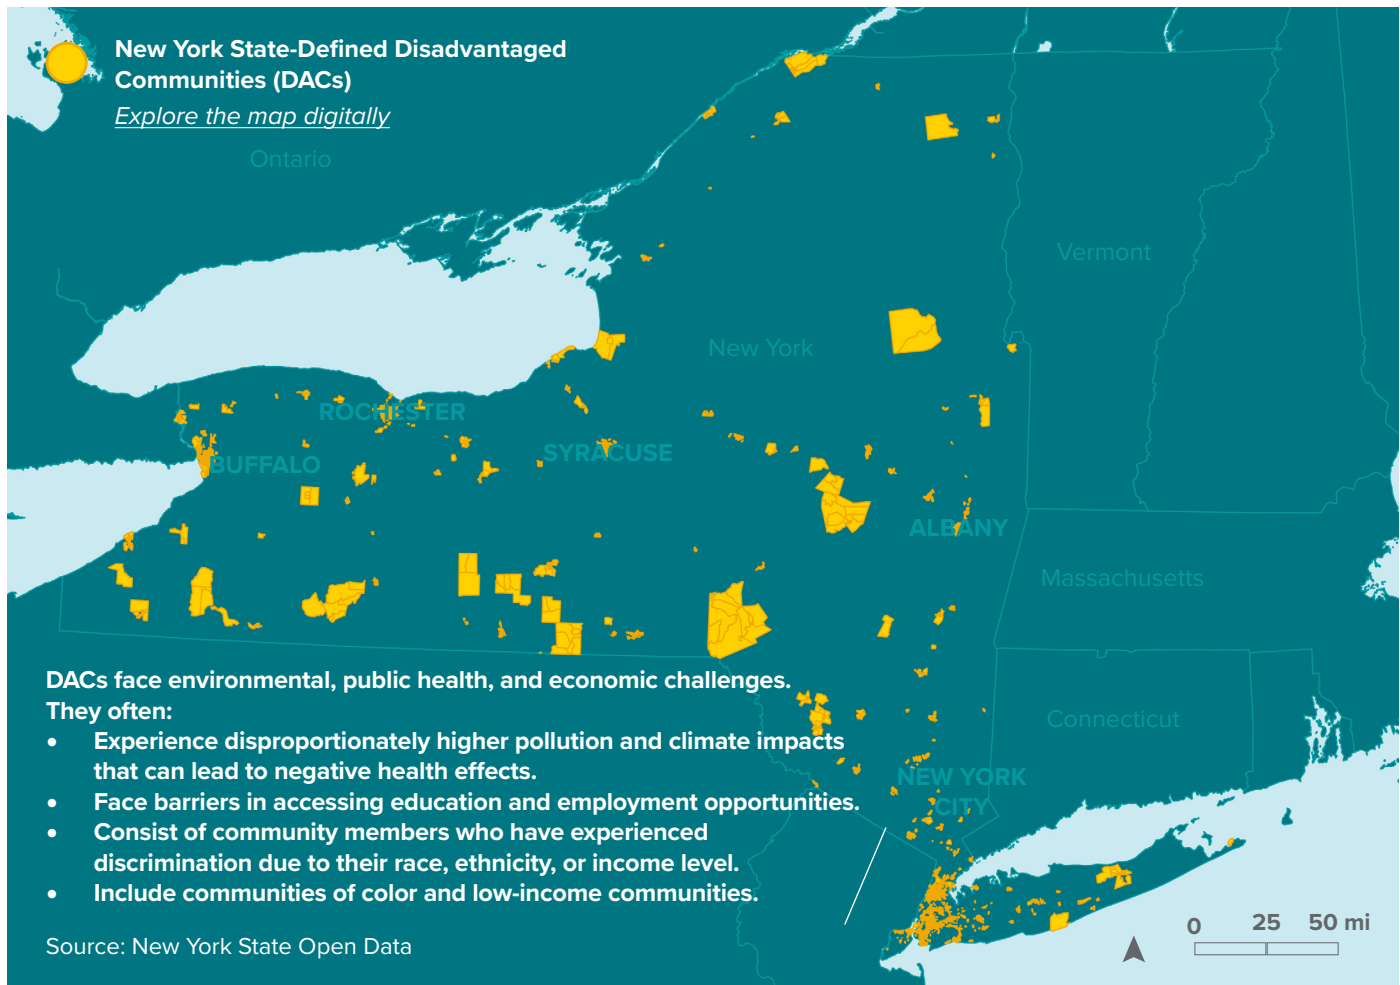 New York State-Defined Disadvantaged
Communities (DACs)
Explore the map digitally
Ontario
Vermont
New York
ROCHESTER
SYRACUSE
BUFFALO
ALBANY
Massachusetts
Connecticut
NEW YORK
CITY
DACs face environmental, public health, and economic challenges.
They often:
• Experience disproportionately higher pollution and climate impacts
that can lead to negative health effects.
• Face barriers in accessing education and employment opportunities.
• Consist of community members who have experienced
discrimination due to their race, ethnicity, or income level.
• Include communities of color and low-income communities.
Source: New York State Open Data
0 25 50 mi